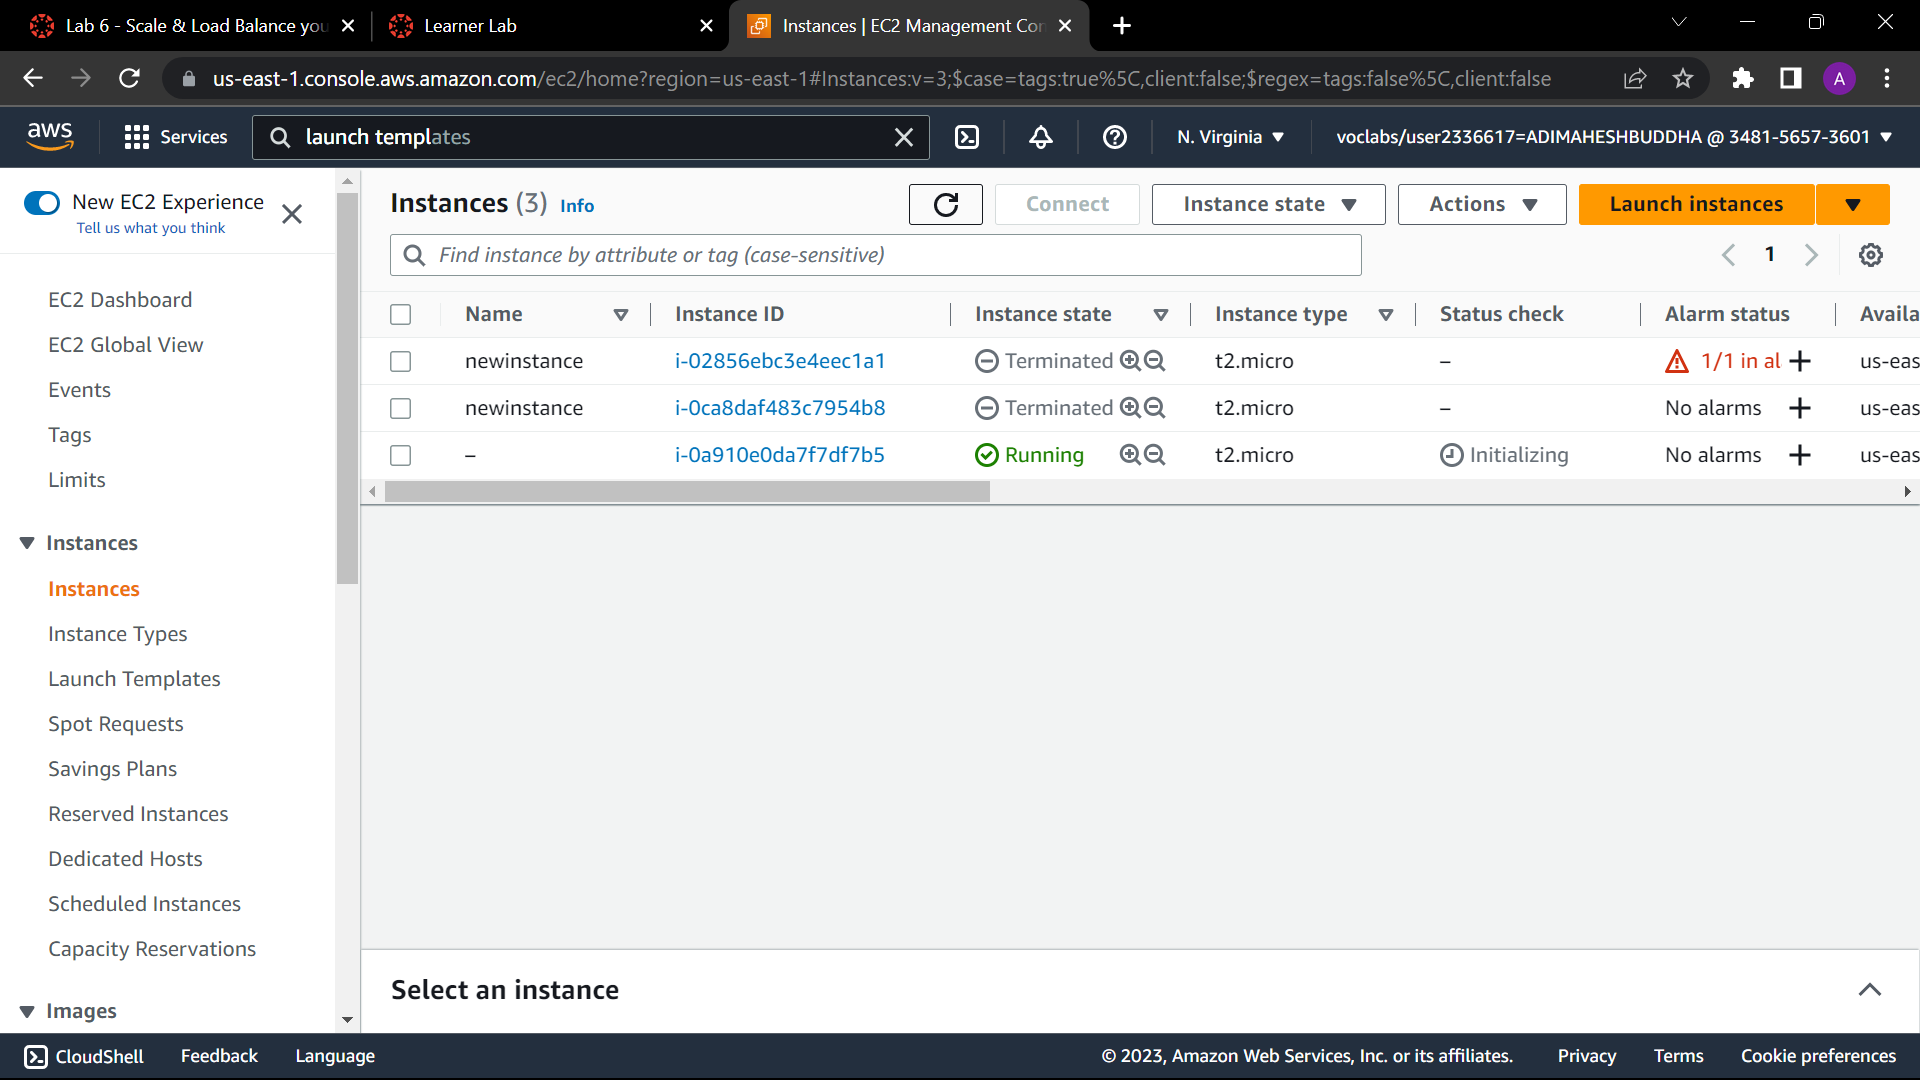 Lab 6 - Scale & Load Balance you
Learner Lab
Instances | EC2 Management Con
us-east-1.console.aws.amazon.com/ec2/home?region=us-east-1#Instances:v=3;$case=tags:true%5C,client:false;$regex=tags:false%5C,client:false
A
aws
Services
launch templates
N. Virginia
voclabs/user2336617=ADIMAHESHBUDDHA @ 3481-5657-3601
New EC2 Experience
Tell us what you think
EC2 Dashboard
EC2 Global View
Events
Tags
Limits
Instances
Instances
Instance Types
Launch Templates
Spot Requests
Savings Plans
Reserved Instances
Dedicated Hosts
Scheduled Instances
Capacity Reservations
Images
Instances (3) Info
Connect
Instance state
Actions
Launch instances
Find instance by attribute or tag (case-sensitive)
1
Name Instance ID Instance state Instance type Status check Alarm status Availa
newinstance i-02856ebc3e4eec1a1 Terminated t2.micro – 1/1 in al us-eas
newinstance i-0ca8daf483c7954b8 Terminated t2.micro – No alarms us-eas
– i-0a910e0da7f7df7b5 Running t2.micro Initializing No alarms us-eas
Select an instance
CloudShell Feedback Language © 2023, Amazon Web Services, Inc. or its affiliates. Privacy Terms Cookie preferences